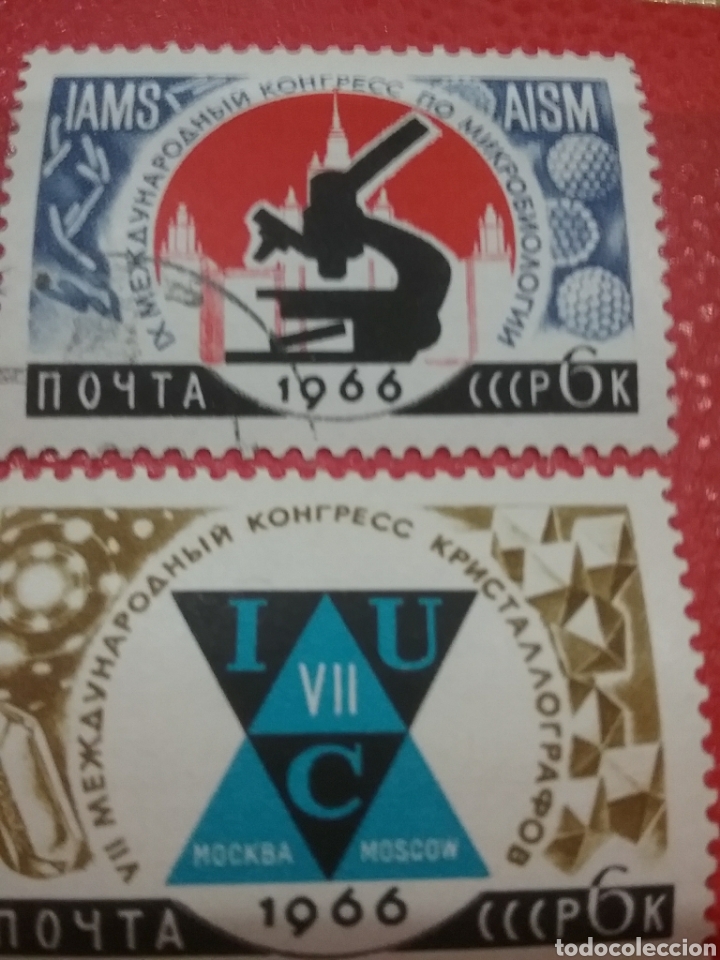 IAMS
AISM
IX МЕЖДУНАРОДНЫЙ КОНГРЕСС ПО МИКРОБИОЛОГИИ
ПОЧТА 1966 СССР 6 К
VII МЕЖДУНАРОДНЫЙ КОНГРЕСС КРИСТАЛЛОГРАФОВ
I U
VII
C
МОСКВА MOSCOW
ПОЧТА 1966 СССР 6 К
todocoleccion